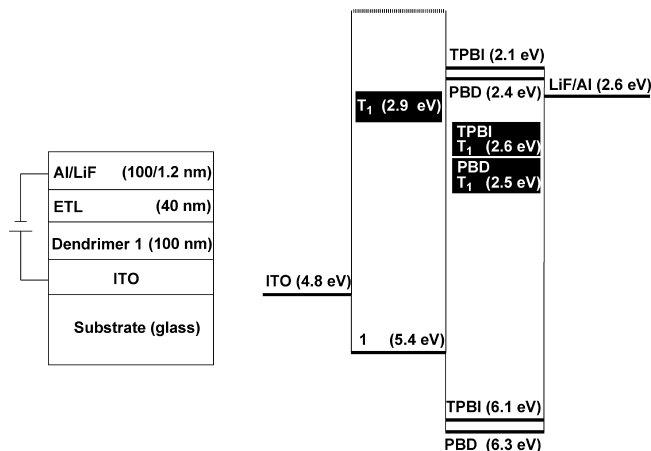 Al/LiF (100/1.2 nm)
ETL (40 nm)
Dendrimer 1 (100 nm)
ITO
Substrate (glass)
ITO (4.8 eV)
T1 (2.9 eV)
1 (5.4 eV)
TPBI (2.1 eV)
PBD (2.4 eV)
LiF/Al (2.6 eV)
TPBI
T1 (2.6 eV)
PBD
T1 (2.5 eV)
TPBI (6.1 eV)
PBD (6.3 eV)